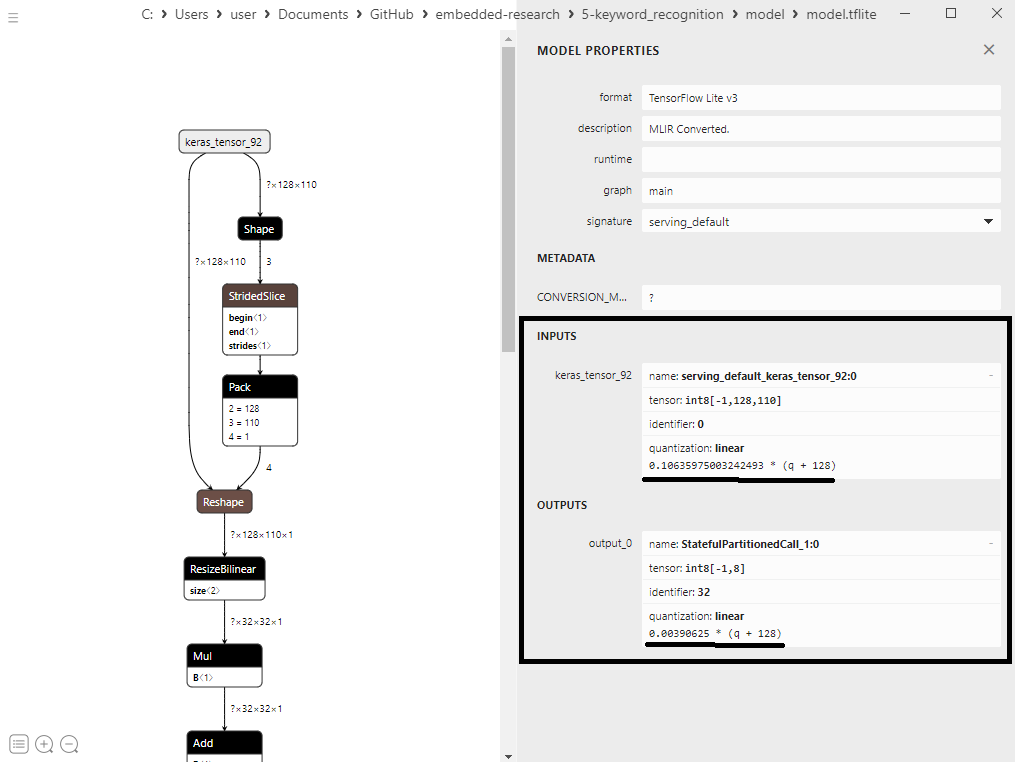 C: > Users > user > Documents > GitHub > embedded-research > 5-keyword_recognition > model > model.tflite
keras_tensor_92
?×128×110
Shape
?×128×110
3
StridedSlice
begin⟨1⟩
end⟨1⟩
strides⟨1⟩
Pack
2 = 128
3 = 110
4 = 1
4
Reshape
?×128×110×1
ResizeBilinear
size⟨2⟩
?×32×32×1
Mul
B⟨1⟩
?×32×32×1
Add
MODEL PROPERTIES
format TensorFlow Lite v3
description MLIR Converted.
runtime
graph main
signature serving_default
METADATA
CONVERSION_M... ?
INPUTS
keras_tensor_92 name: serving_default_keras_tensor_92:0 -
tensor: int8[-1,128,110]
identifier: 0
quantization: linear
0.10635975003242493 * (q + 128)
OUTPUTS
output_0 name: StatefulPartitionedCall_1:0 -
tensor: int8[-1,8]
identifier: 32
quantization: linear
0.00390625 * (q + 128)